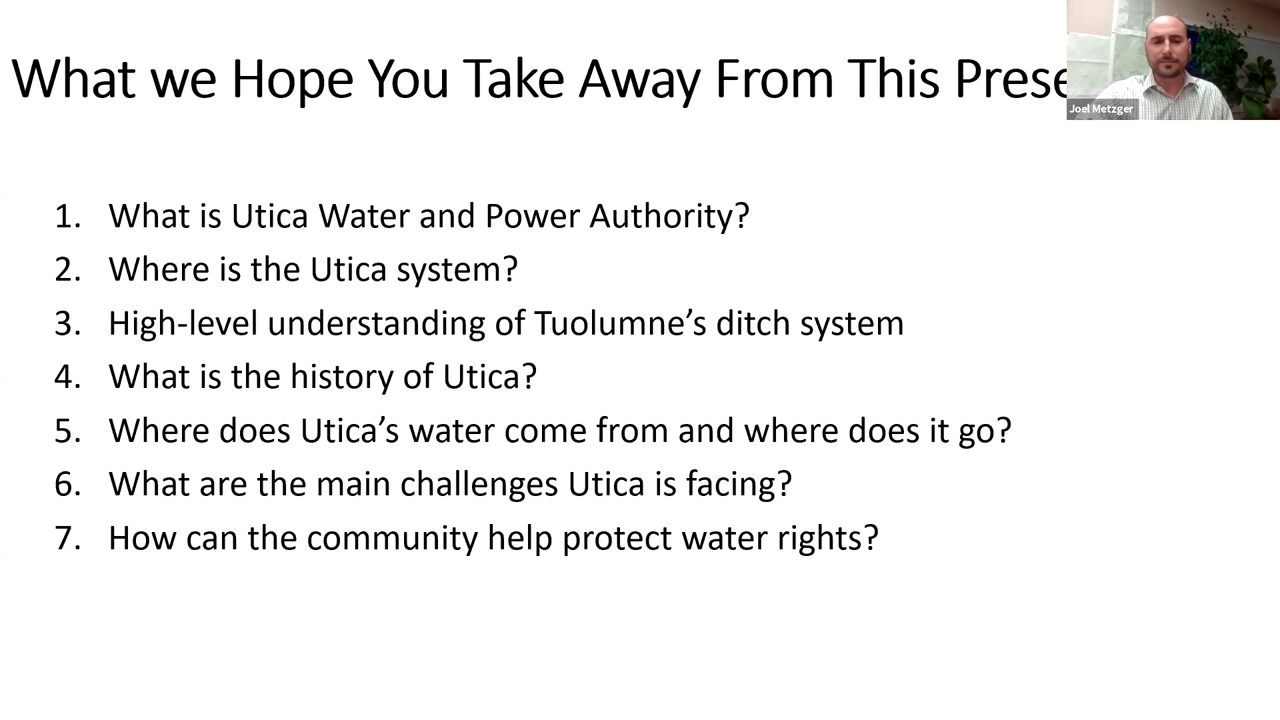 What we Hope You Take Away From This Prese
Joel Metzger
1. What is Utica Water and Power Authority?
2. Where is the Utica system?
3. High-level understanding of Tuolumne’s ditch system
4. What is the history of Utica?
5. Where does Utica’s water come from and where does it go?
6. What are the main challenges Utica is facing?
7. How can the community help protect water rights?